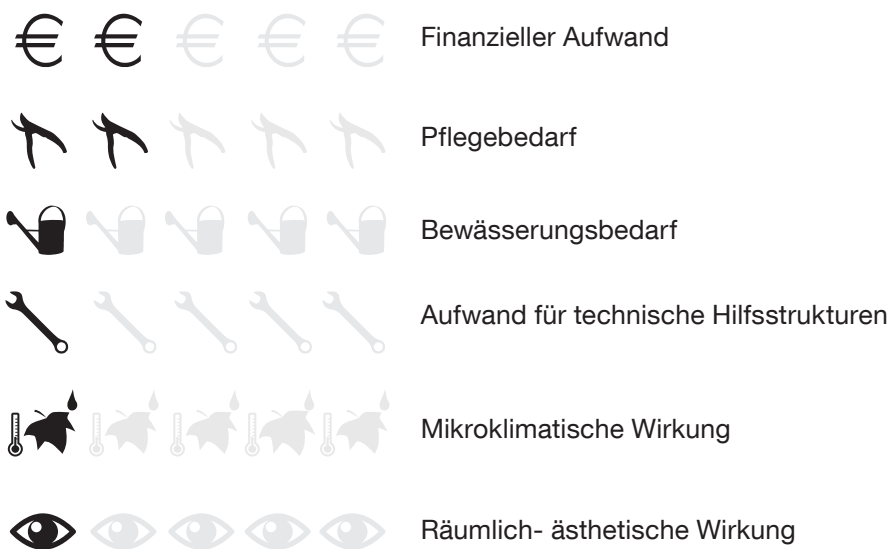 € € € € € Finanzieller Aufwand
Pflegebedarf
Bewässerungsbedarf
Aufwand für technische Hilfsstrukturen
Mikroklimatische Wirkung
Räumlich- ästhetische Wirkung